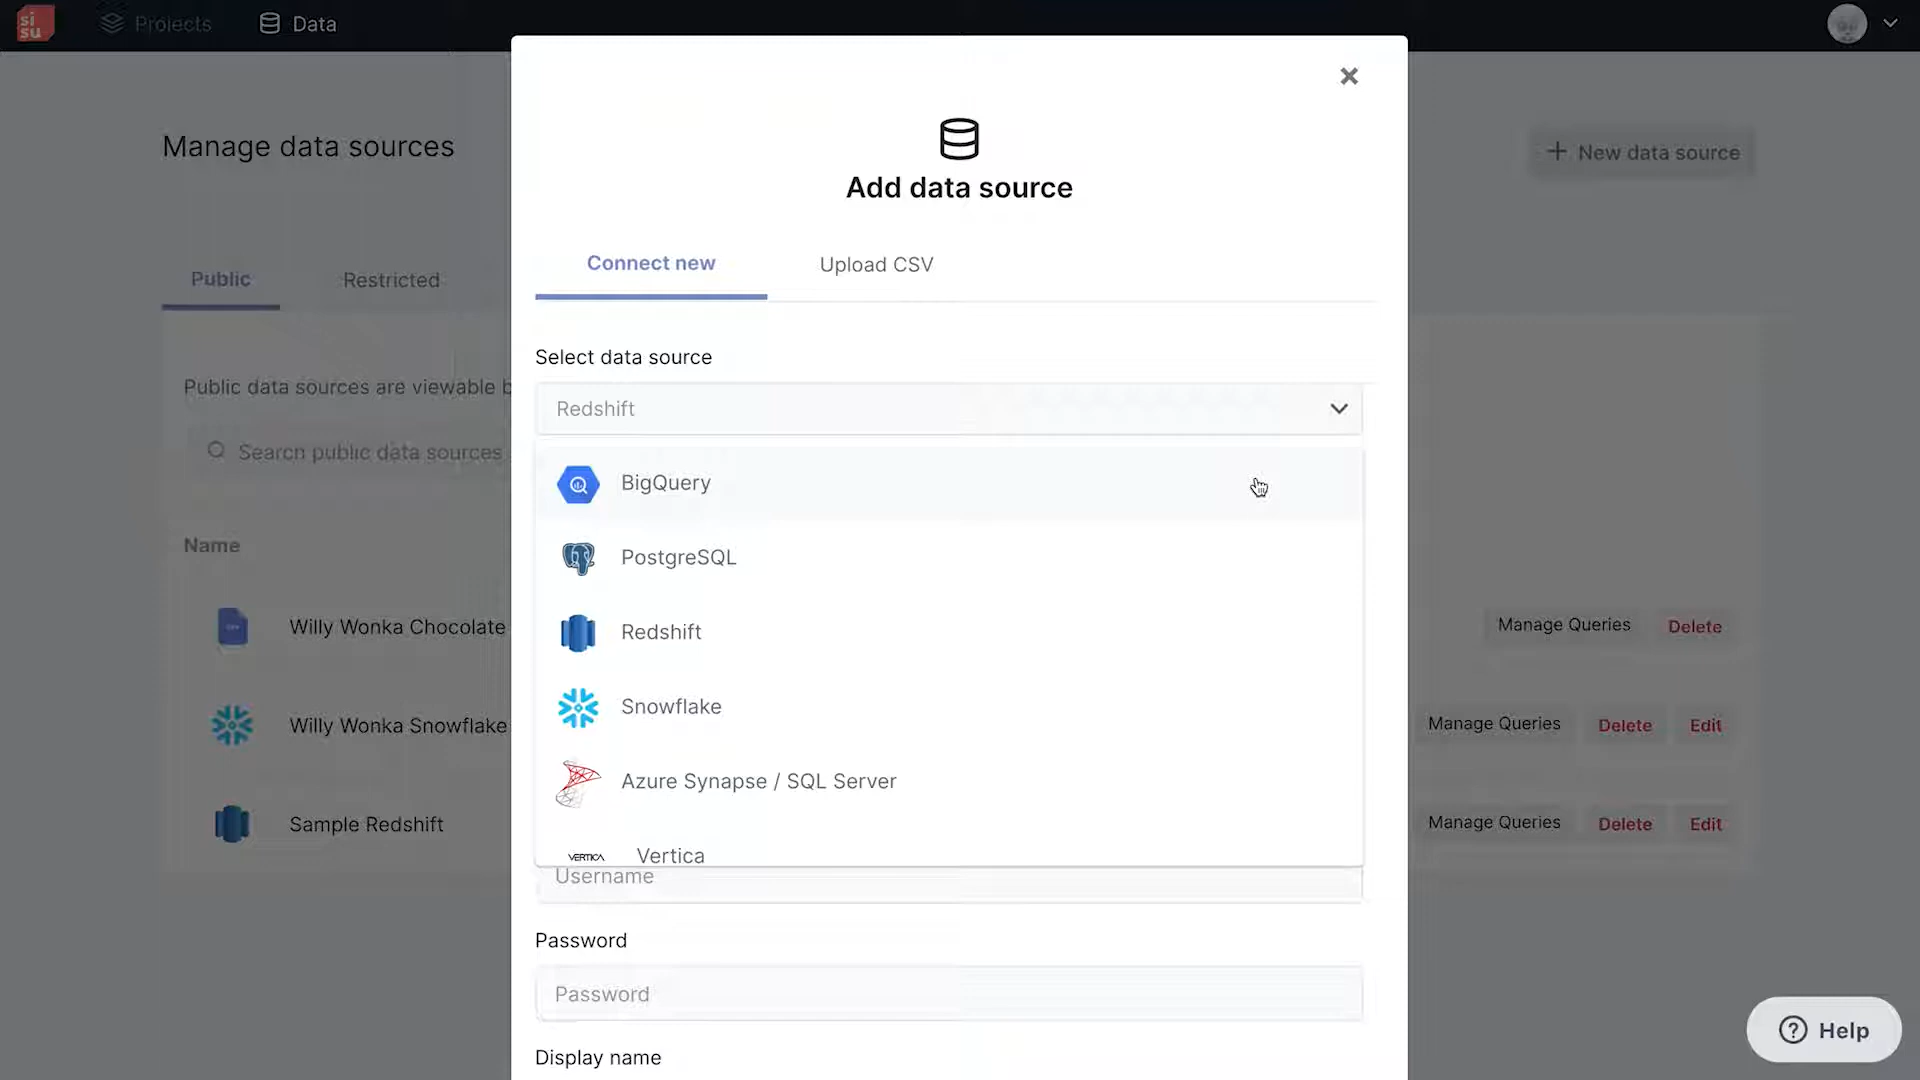 si
su
Projects
Data
Manage data sources
+ New data source
Add data source
Connect new
Upload CSV
Public
Restricted
Select data source
Public data sources are viewable b
Redshift
Search public data sources
BigQuery
Name
PostgreSQL
Redshift
Willy Wonka Chocolate
Manage Queries
Delete
Snowflake
Willy Wonka Snowflake
Manage Queries
Delete
Edit
Azure Synapse / SQL Server
Sample Redshift
Manage Queries
Delete
Edit
VERTICA
Vertica
Username
Password
Password
Display name
? Help